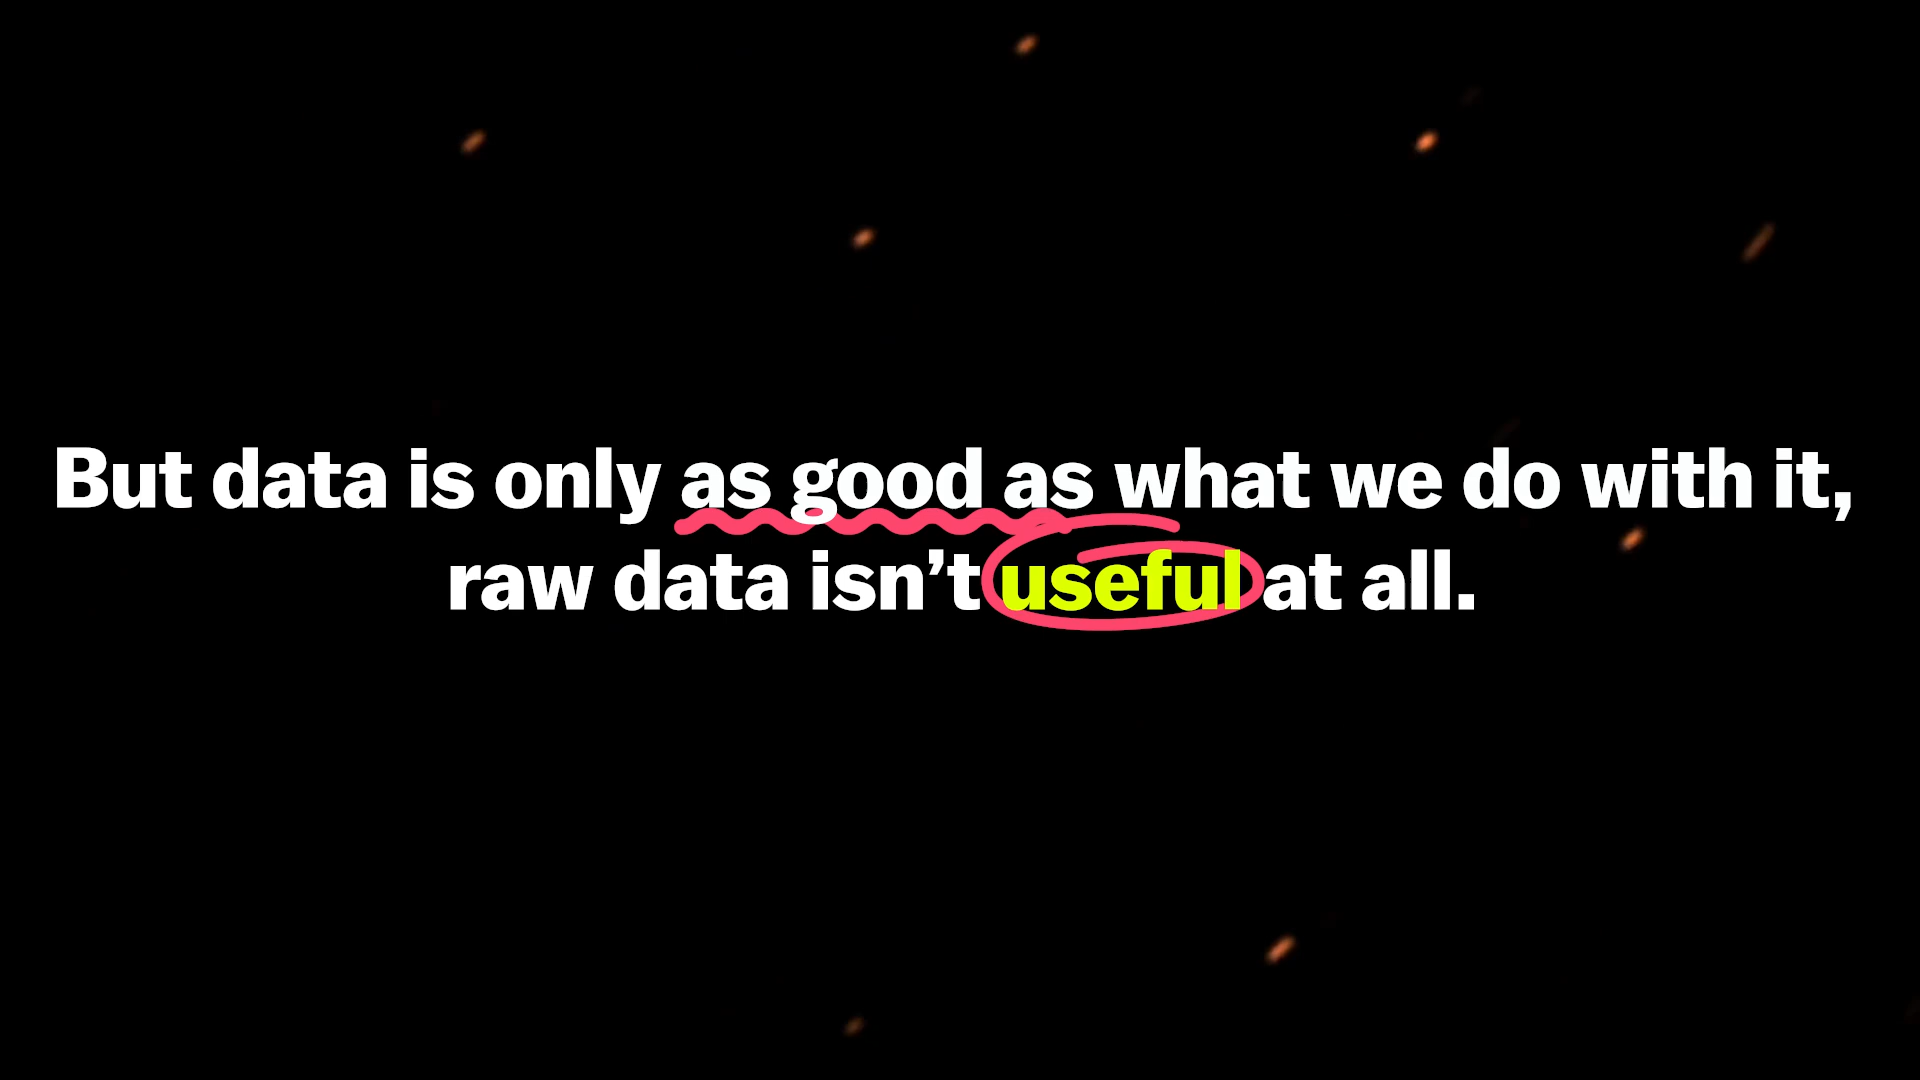 But data is only as good as what we do with it,
raw data isn’t useful at all.